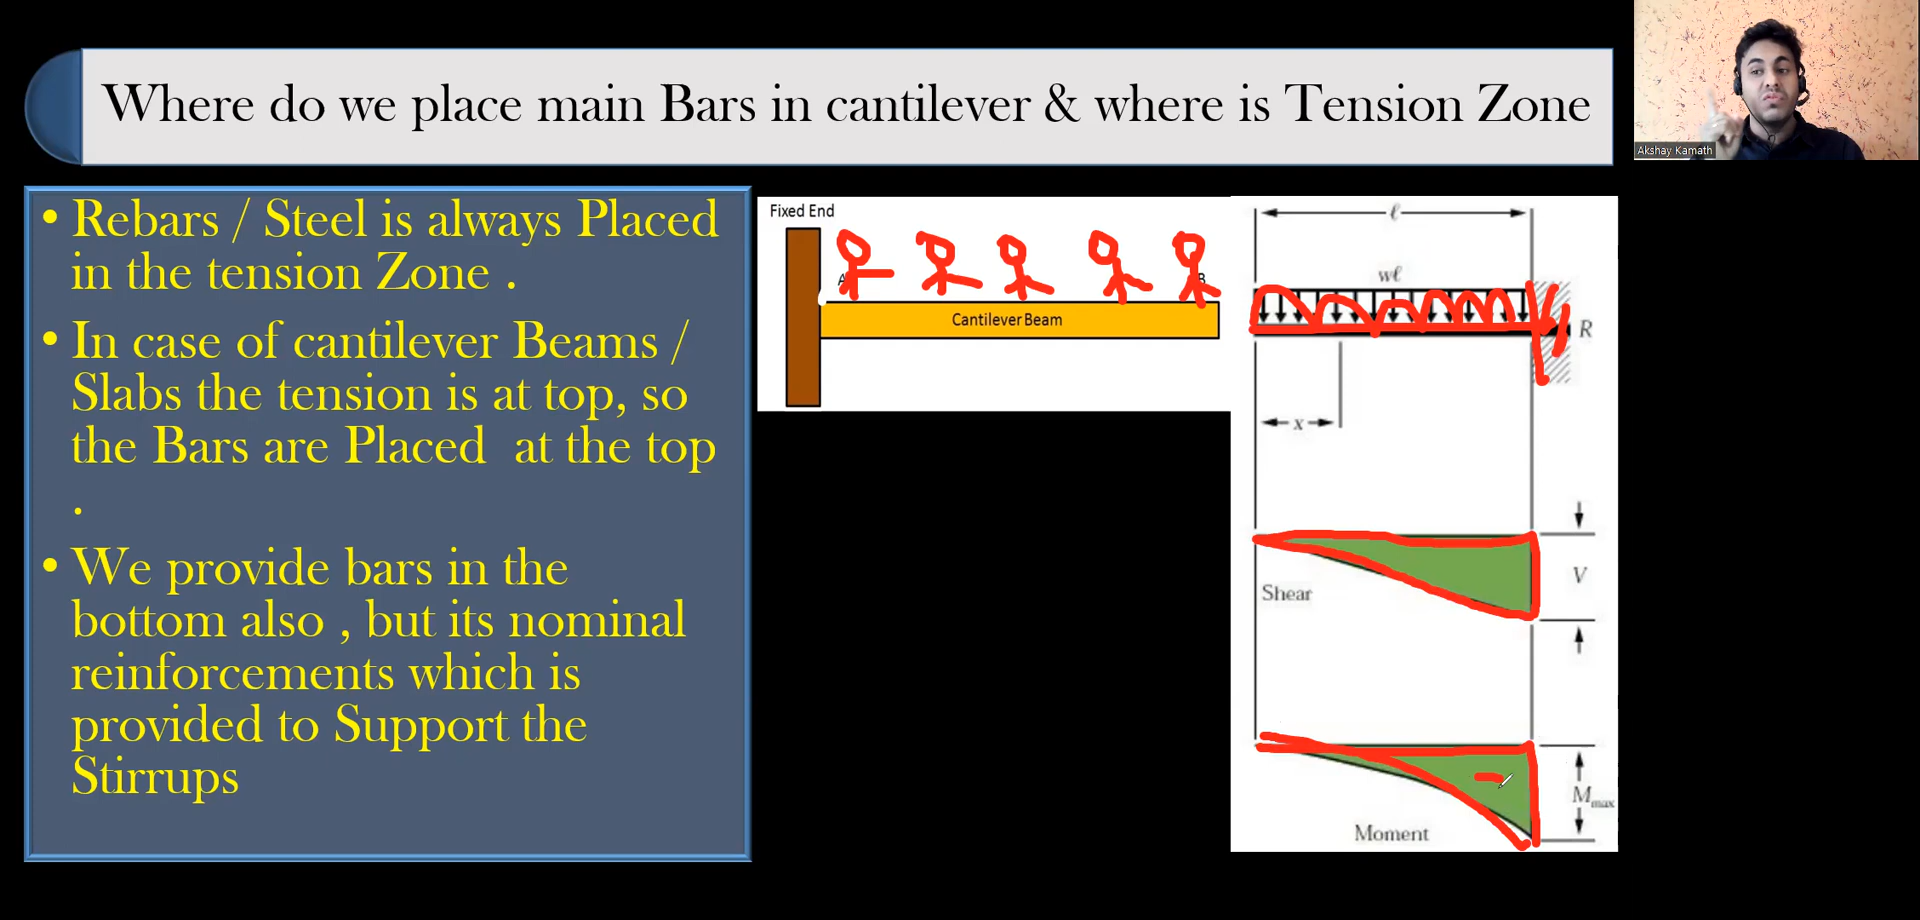 Where do we place main Bars in cantilever & where is Tension Zone
Akshay Kamath
• Rebars / Steel is always Placed
in the tension Zone .
• In case of cantilever Beams /
Slabs the tension is at top, so
the Bars are Placed at the top
.
• We provide bars in the
bottom also , but its nominal
reinforcements which is
provided to Support the
Stirrups
Fixed End
B
Cantilever Beam
ℓ
wℓ
R
x
V
Shear
M max
Moment